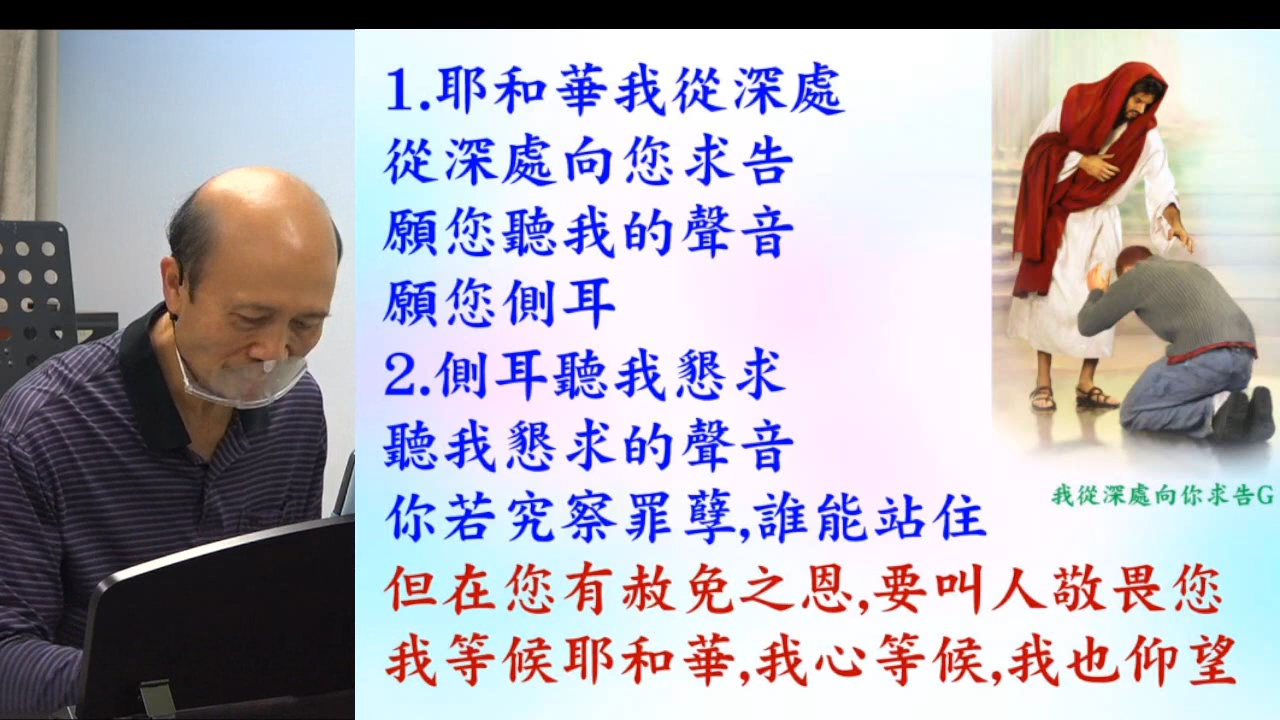 1.耶和華我從深處
從深處向您求告
願您聽我的聲音
願您側耳
2.側耳聽我懇求
聽我懇求的聲音
你若究察罪孽,誰能站住
但在您有赦免之恩,要叫人敬畏您
我等候耶和華,我心等候,我也仰望
我從深處向你求告G